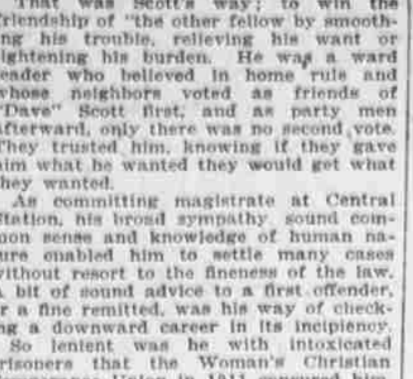 That was Scott's way; to win the
friendship of "the other fellow by smooth-
ing his trouble, relieving his want or
lightening his burden. He was a ward
leader who believed in home rule and
whose neighbors voted as friends of
"Dave" Scott first, and as party men
afterward, only there was no second vote.
They trusted him, knowing if they gave
him what he wanted they would get what
they wanted.
As committing magistrate at Central
Station, his broad sympathy sound com-
mon sense and knowledge of human na-
ture enabled him to settle many cases
without resort to the fineness of the law.
A bit of sound advice to a first offender,
or a fine remitted, was his way of check-
ing a downward career in its incipiency.
So lenient was he with intoxicated
prisoners that the Woman's Christian
Temperance Union in 1911 censured him